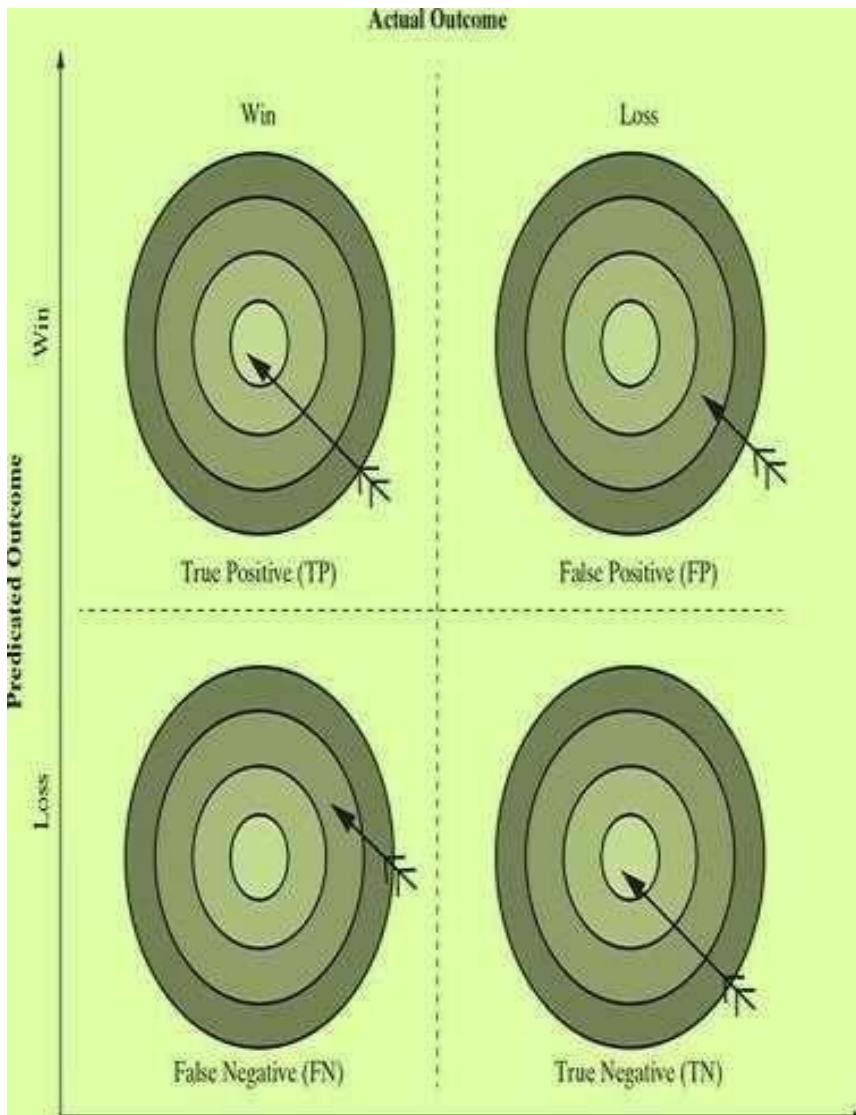 Actual Outcome
Win
Loss
Win
True Positive (TP)
False Positive (FP)
Predicated Outcome
Loss
False Negative (FN)
True Negative (TN)